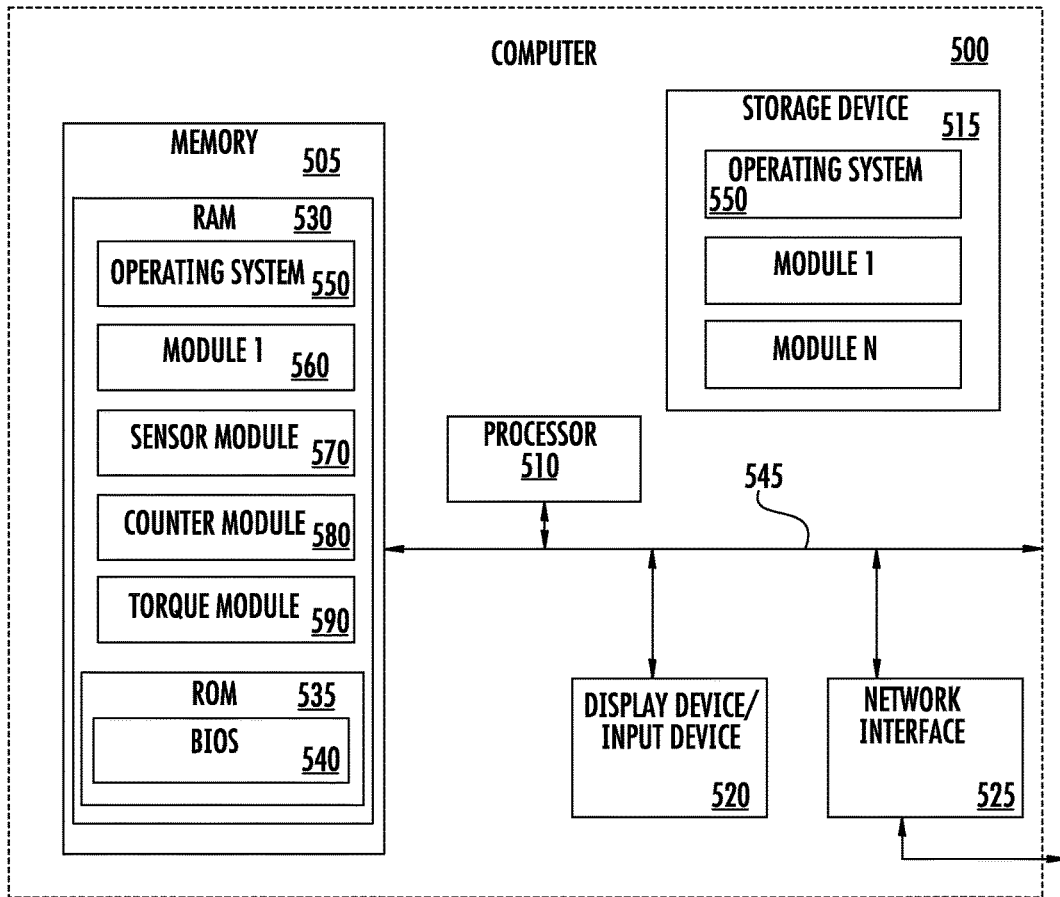 COMPUTER
500
MEMORY
505
RAM 530
OPERATING SYSTEM 550
MODULE 1
560
SENSOR MODULE
570
COUNTER MODULE
580
TORQUE MODULE
590
ROM 535
BIOS
540
STORAGE DEVICE
515
OPERATING SYSTEM
550
MODULE 1
MODULE N
PROCESSOR
510
545
DISPLAY DEVICE/
INPUT DEVICE
520
NETWORK
INTERFACE
525